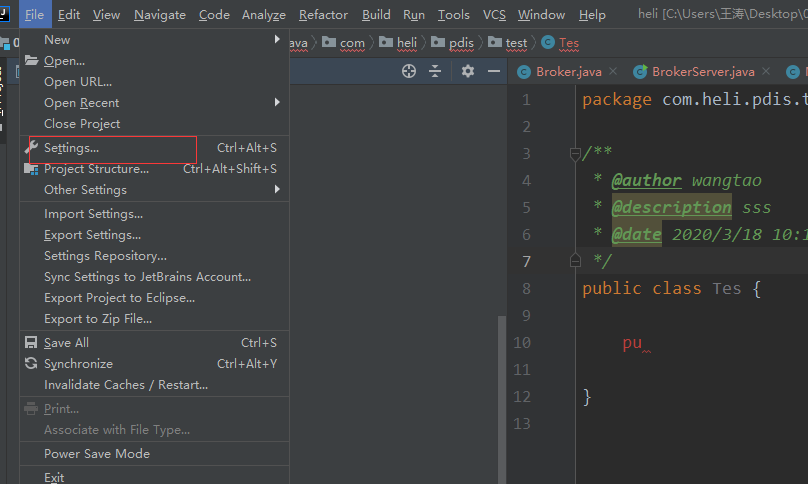 File Edit View Navigate Code Analyze Refactor Build Run 工具 VCS Window Help heli [C:\Users\王涛\Desktop\
ava com heli pdis test Tes
New
Open...
Open URL...
Open Recent
Close Project
Settings... Ctrl+Alt+S
Project Structure... Ctrl+Alt+Shift+S
Other Settings
Import Settings...
Export Settings...
Settings Repository...
Sync Settings to JetBrains Account...
Export Project to Eclipse...
Export to Zip File...
Save All Ctrl+S
Synchronize Ctrl+Alt+Y
Invalidate Caches / Restart...
Print...
Associate with File Type...
Power Save Mode
Exit
Broker.java BrokerServer.java
1 package com.heli.pdis.t
2
3 /**
4 * @author wangtao
5 * @description sss
6 * @date 2020/3/18 10:1
7 */
8 public class Tes {
9
10 pu
11
12 }
13